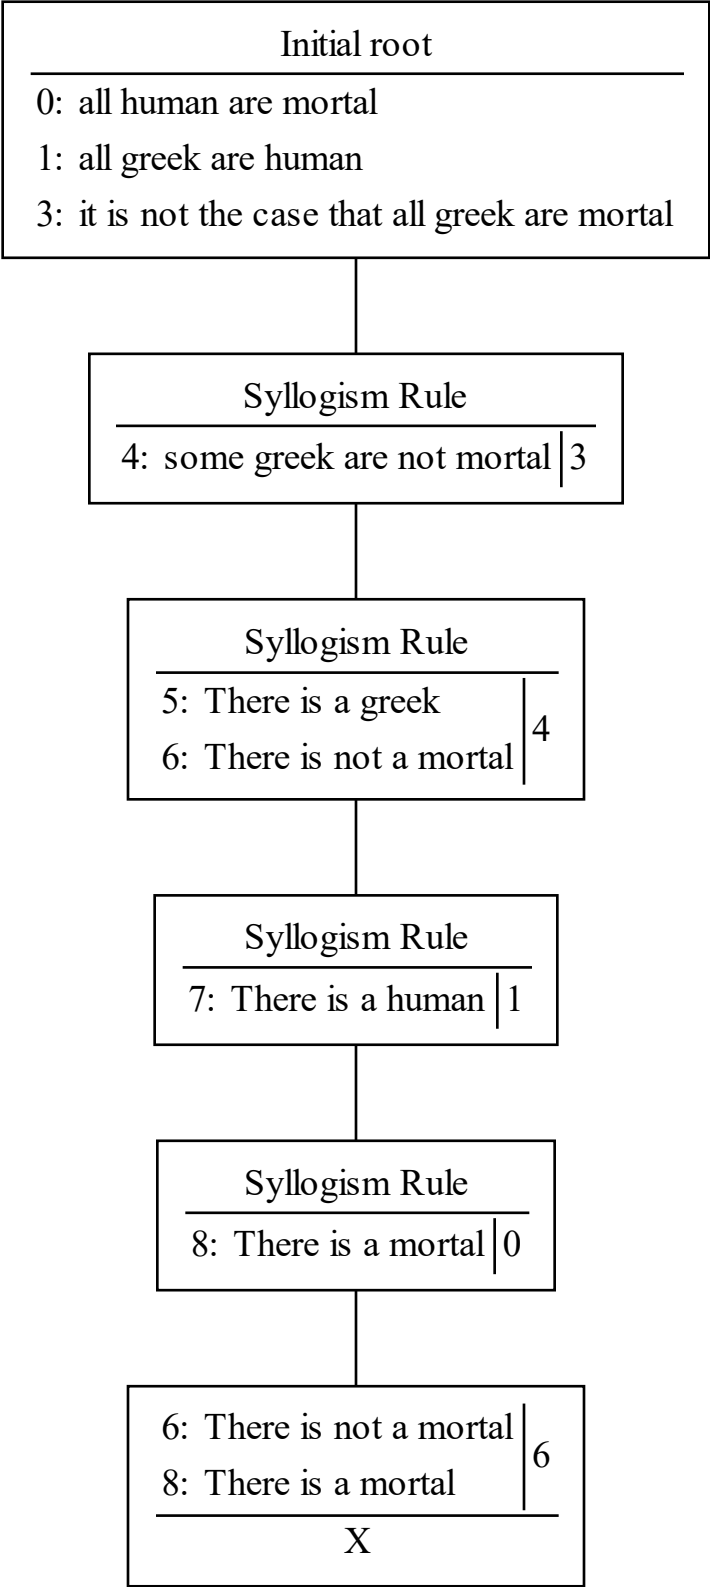 Initial root
0: all human are mortal
1: all greek are human
3: it is not the case that all greek are mortal
Syllogism Rule
4: some greek are not mortal 3
Syllogism Rule
5: There is a greek
4
6: There is not a mortal
Syllogism Rule
7: There is a human 1
Syllogism Rule
8: There is a mortal 0
6: There is not a mortal
6
8: There is a mortal
X